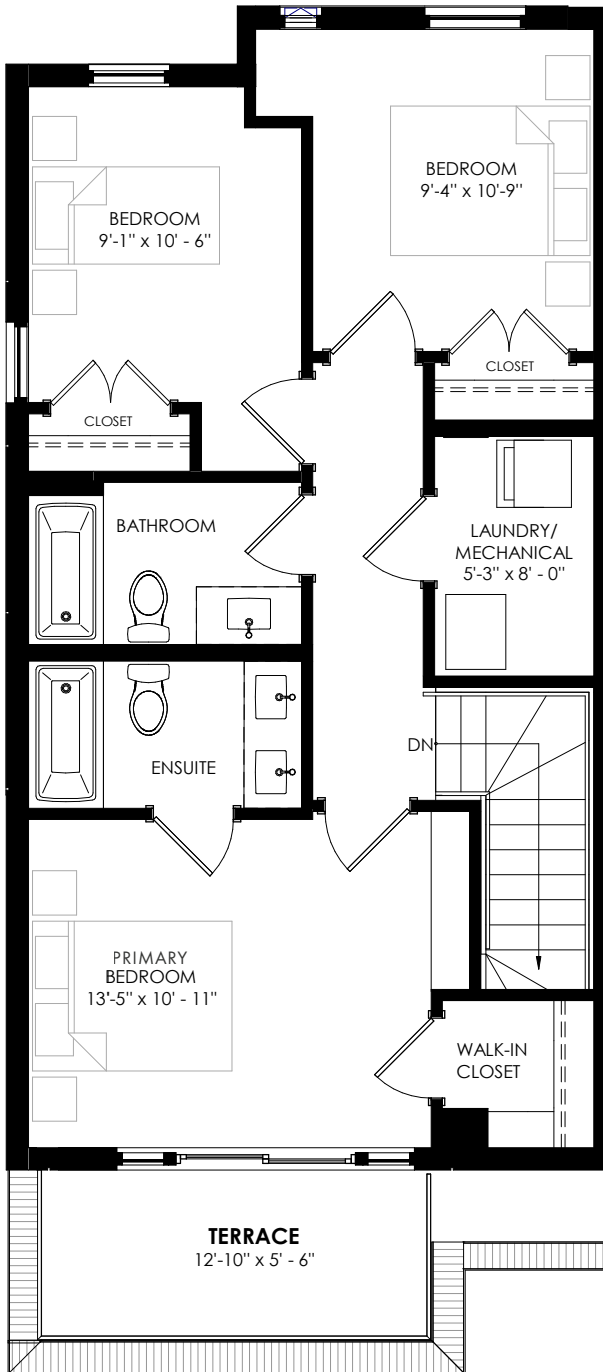 BEDROOM
9'-4" x 10'-9"
BEDROOM
9'-1" x 10' - 6"
CLOSET
CLOSET
BATHROOM
LAUNDRY/
MECHANICAL
5'-3" x 8' - 0"
DN
ENSUITE
PRIMARY
BEDROOM
13'-5" x 10' - 11"
WALK-IN
CLOSET
TERRACE
12'-10" x 5' - 6"